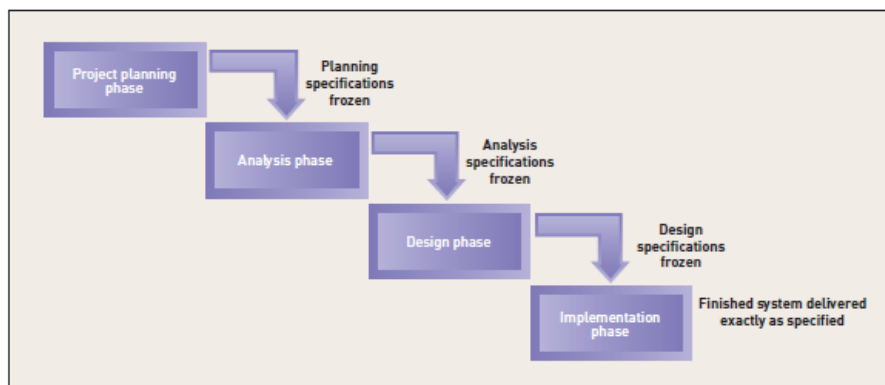 Project planning
phase
Planning
specifications
frozen
Analysis phase
Analysis
specifications
frozen
Design phase
Design
specifications
frozen
Implementation
phase
Finished system delivered
exactly as specified